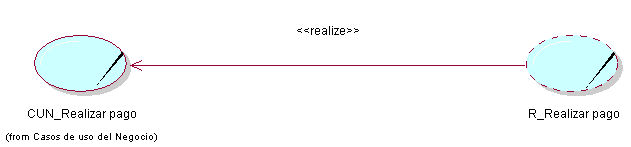 <<realize>>
CUN_Realizar pago
R_Realizar pago
(from Casos de uso del Negocio)